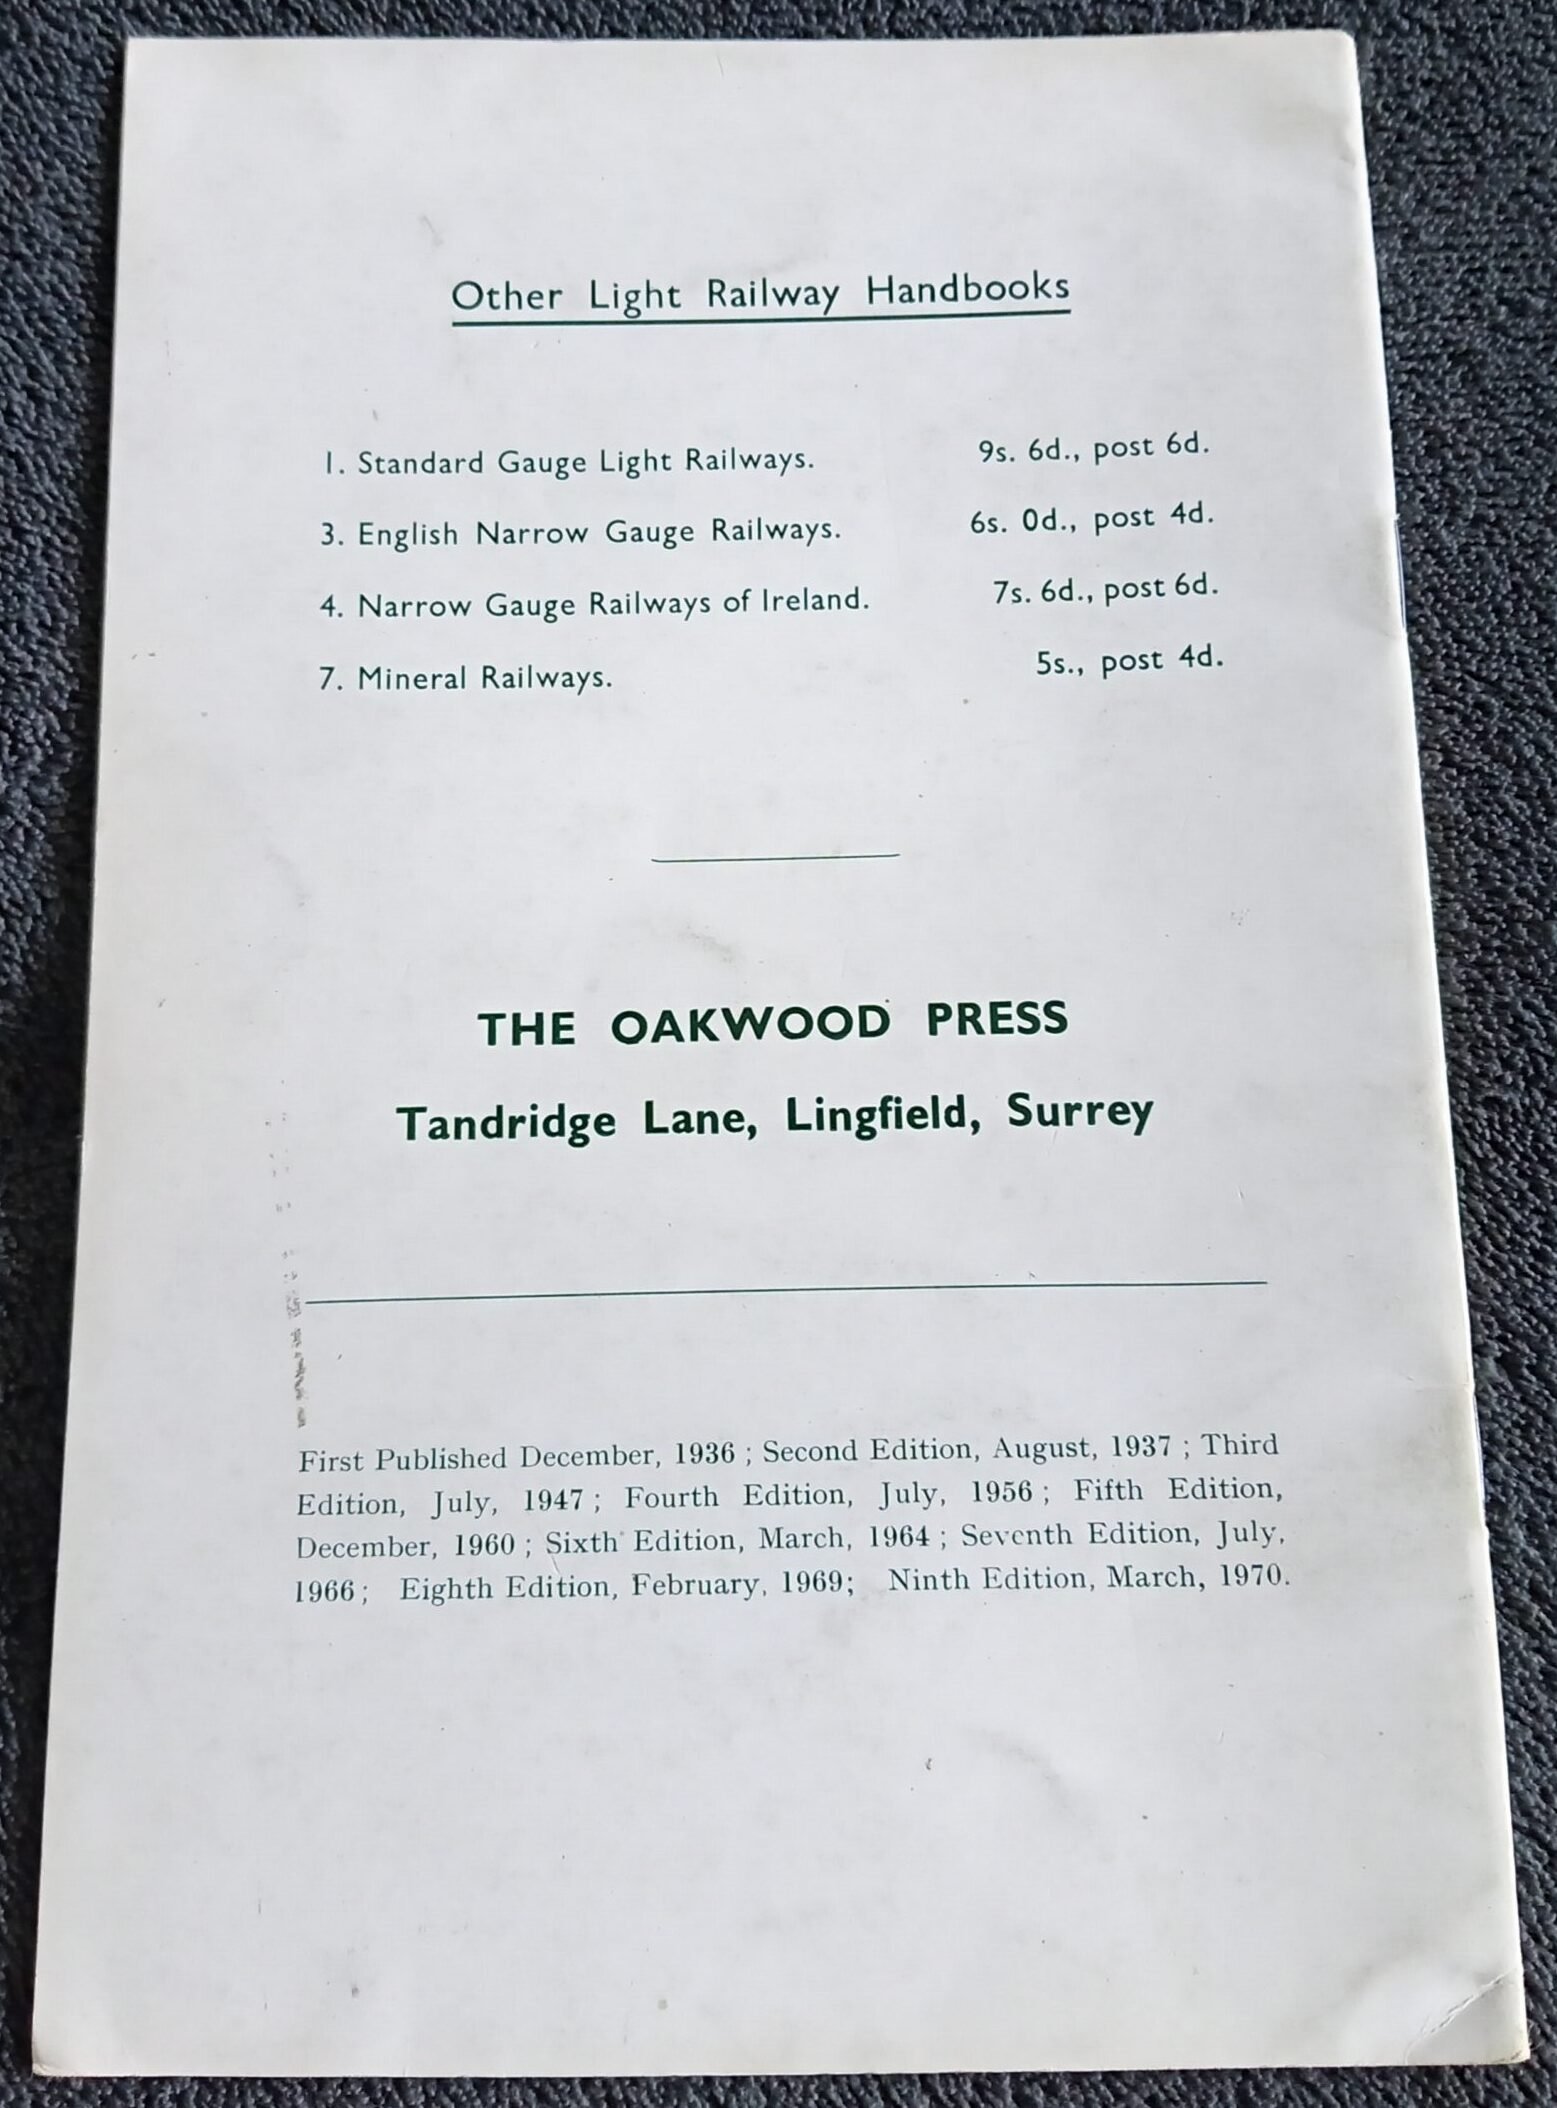 Other Light Railway Handbooks
1. Standard Gauge Light Railways. 9s. 6d., post 6d.
3. English Narrow Gauge Railways. 6s. 0d., post 4d.
4. Narrow Gauge Railways of Ireland. 7s. 6d., post 6d.
7. Mineral Railways. 5s., post 4d.
THE OAKWOOD PRESS
Tandridge Lane, Lingfield, Surrey
First Published December, 1936 ; Second Edition, August, 1937 ; Third
Edition, July, 1947 ; Fourth Edition, July, 1956 ; Fifth Edition,
December, 1960 ; Sixth Edition, March, 1964 ; Seventh Edition, July,
1966 ; Eighth Edition, February, 1969; Ninth Edition, March, 1970.